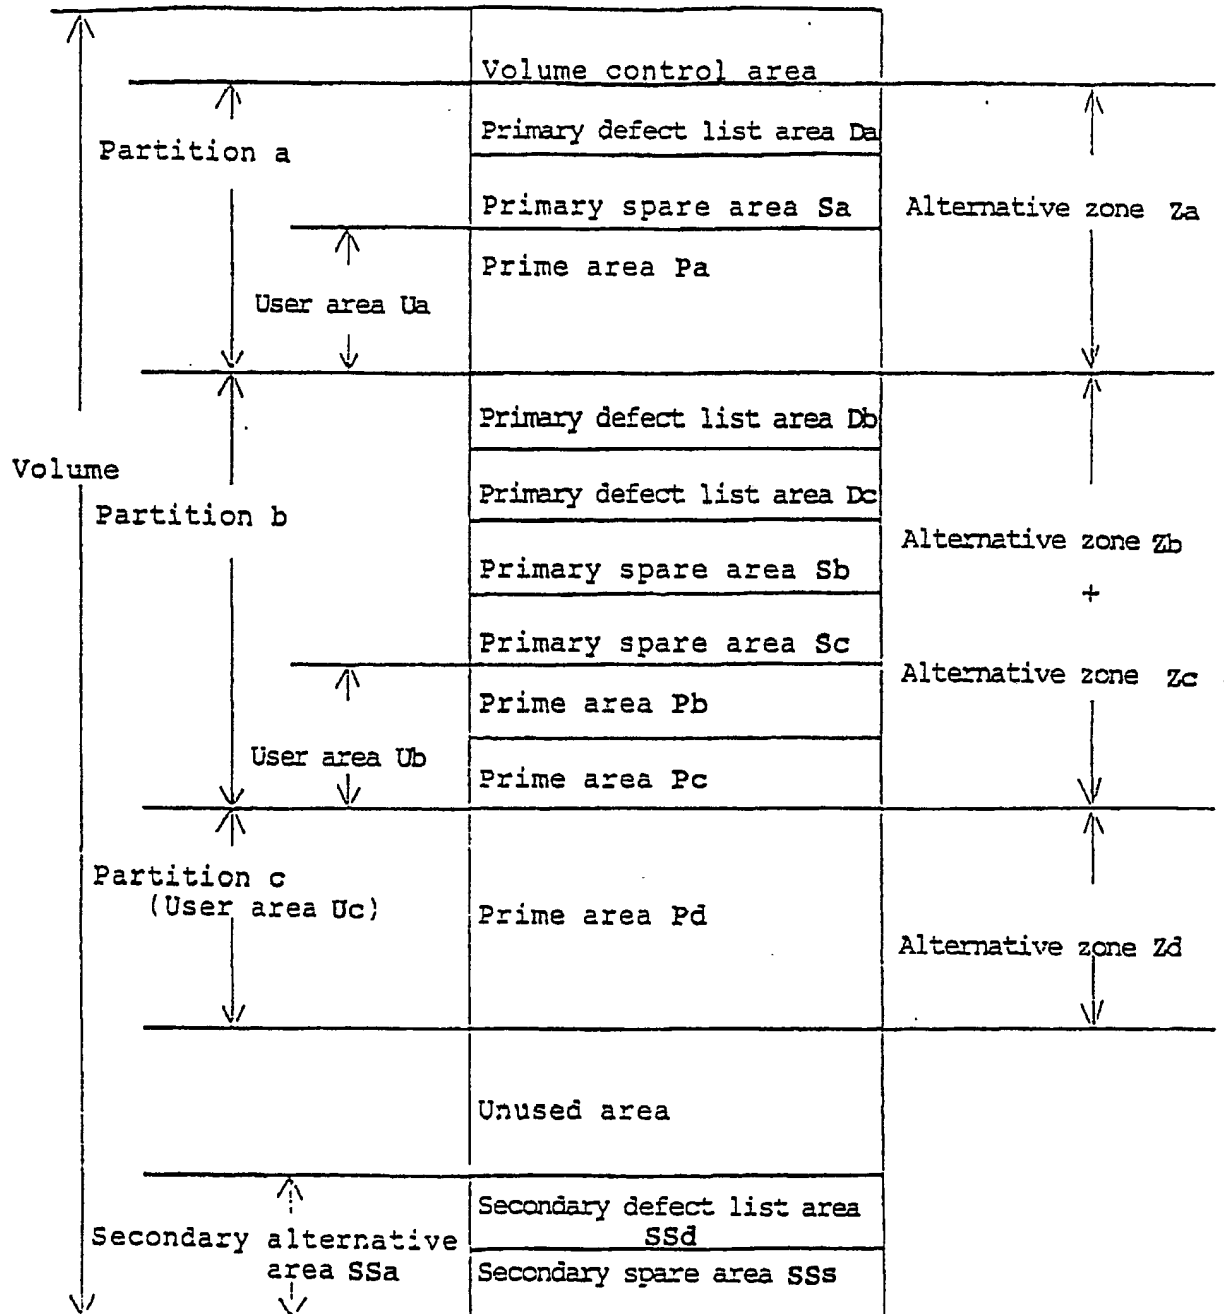 Volume control area
Primary defect list area Da
Partition a
Primary spare area Sa
Alternative zone Za
Prime area Pa
User area Ua
Primary defect list area Db
Volume
Primary defect list area Dc
Partition b
Alternative zone Zb
Primary spare area Sb
+
Primary spare area Sc
Alternative zone Zc
Prime area Pb
User area Ub
Prime area Pc
Partition c
(User area Uc)
Prime area Pd
Alternative zone Zd
Unused area
Secondary defect list area
SSd
Secondary alternative
area SSa
Secondary spare area SSs